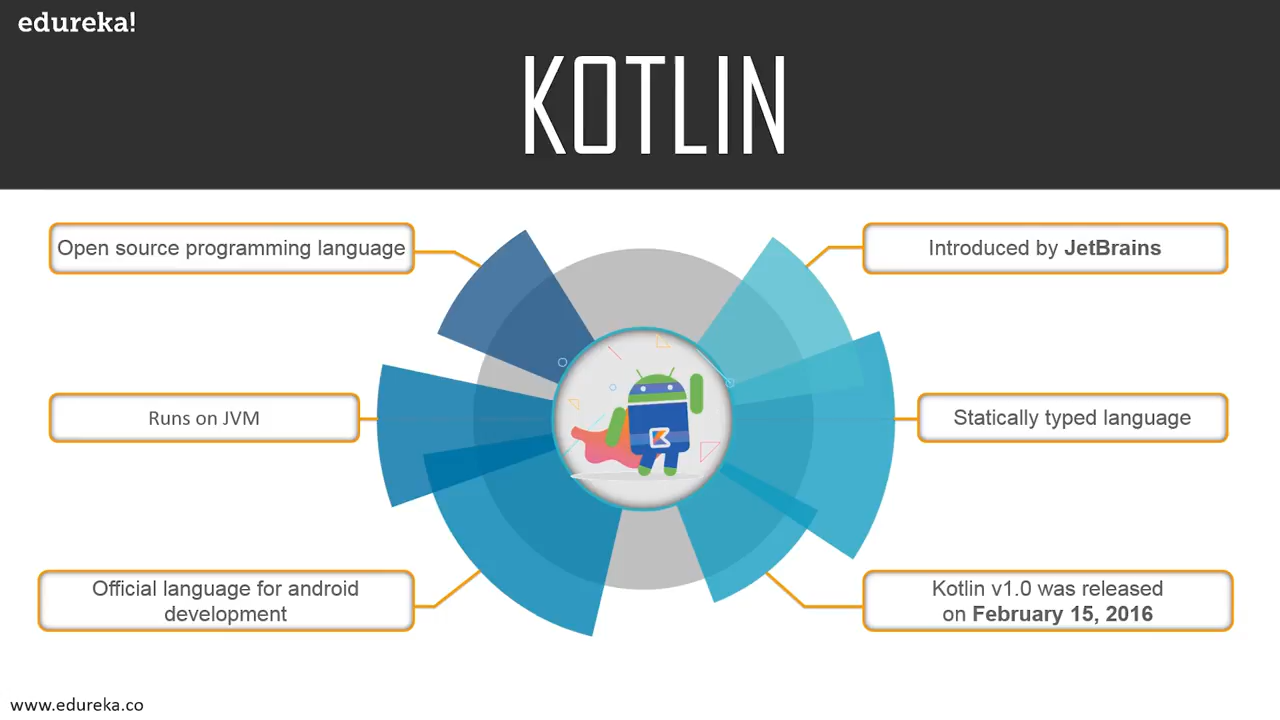 edureka!
KOTLIN
Open source programming language
Introduced by JetBrains
Runs on JVM
Statically typed language
Official language for android
development
Kotlin v1.0 was released
on February 15, 2016
www.edureka.co